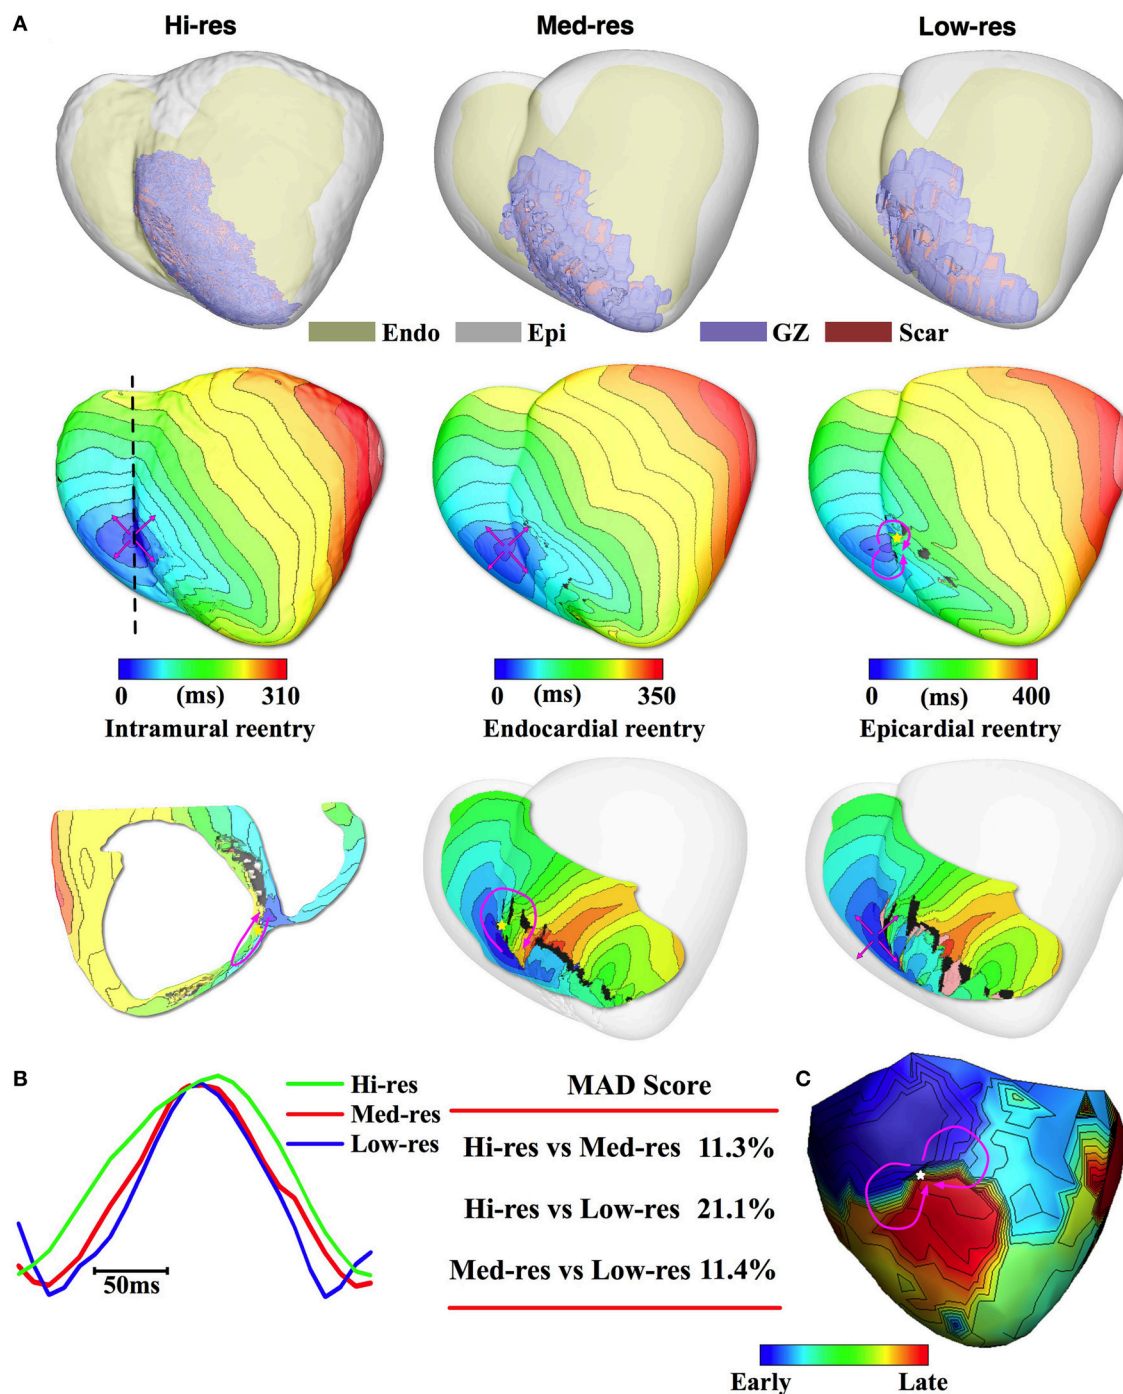 A
Hi-res Med-res Low-res
Endo Epi GZ Scar
0 (ms) 310 0 (ms) 350 0 (ms) 400
Intramural reentry Endocardial reentry Epicardial reentry
B
Hi-res
Med-res
Low-res
50ms
MAD Score
Hi-res vs Med-res 11.3%
Hi-res vs Low-res 21.1%
Med-res vs Low-res 11.4%
C
Early Late